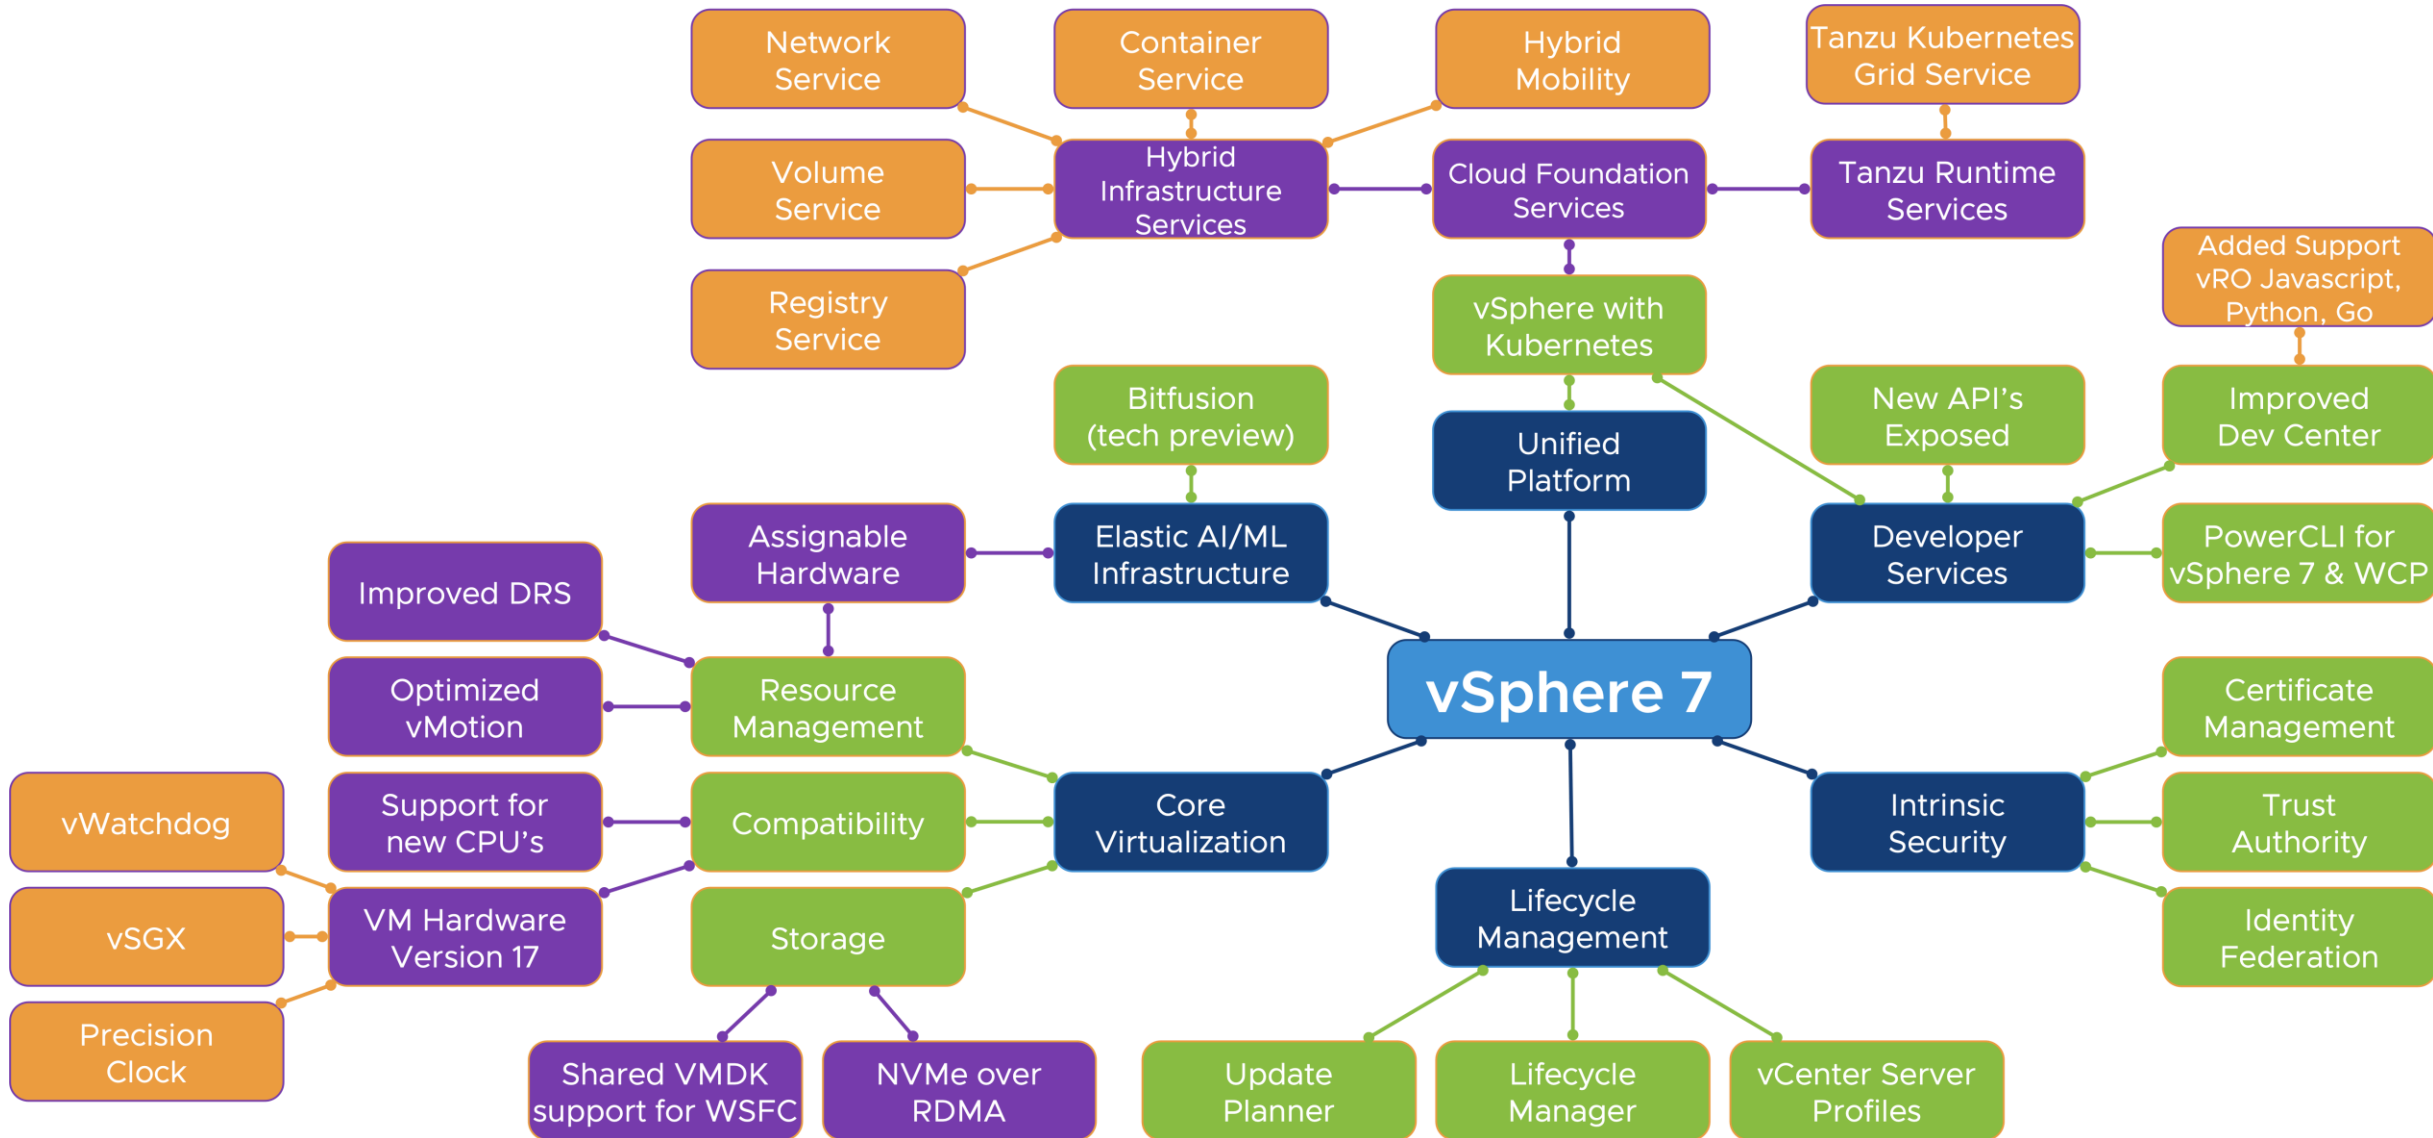 Network
Service
Container
Service
Hybrid
Mobility
Tanzu Kubernetes
Grid Service
Volume
Service
Hybrid
Infrastructure
Services
Cloud Foundation
Services
Tanzu Runtime
Services
Registry
Service
vSphere with
Kubernetes
Added Support
vRO Javascript,
Python, Go
Bitfusion
(tech preview)
Unified
Platform
New API's
Exposed
Improved
Dev Center
Assignable
Hardware
Elastic AI/ML
Infrastructure
Developer
Services
PowerCLI for
vSphere 7 & WCP
Improved DRS
Optimized
vMotion
Resource
Management
vSphere 7
Certificate
Management
vWatchdog
Support for
new CPU's
Compatibility
Core
Virtualization
Intrinsic
Security
Trust
Authority
vSGX
VM Hardware
Version 17
Storage
Lifecycle
Management
Identity
Federation
Precision
Clock
Shared VMDK
support for WSFC
NVMe over
RDMA
Update
Planner
Lifecycle
Manager
vCenter Server
Profiles